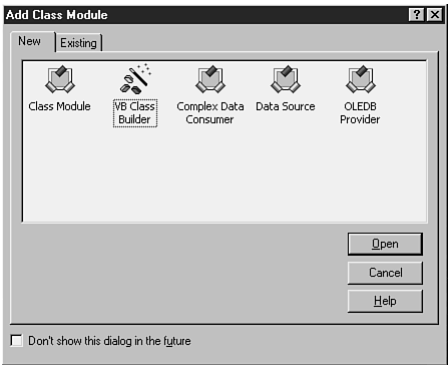 Add Class Module
New Existing
Class Module VB Class Builder Complex Data Consumer Data Source OLEDB Provider
Open
Cancel
Help
Don't show this dialog in the future